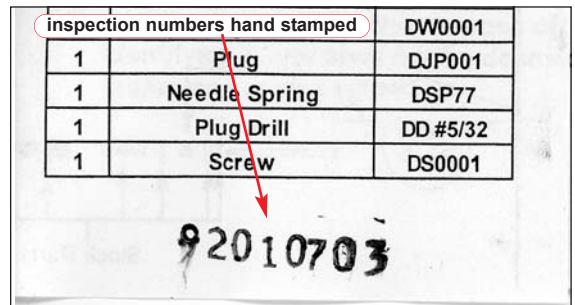 inspection numbers hand stamped
DW0001
1 Plug DJP001
1 Needle Spring DSP77
1 Plug Drill DD #5/32
1 Screw DS0001
92010703